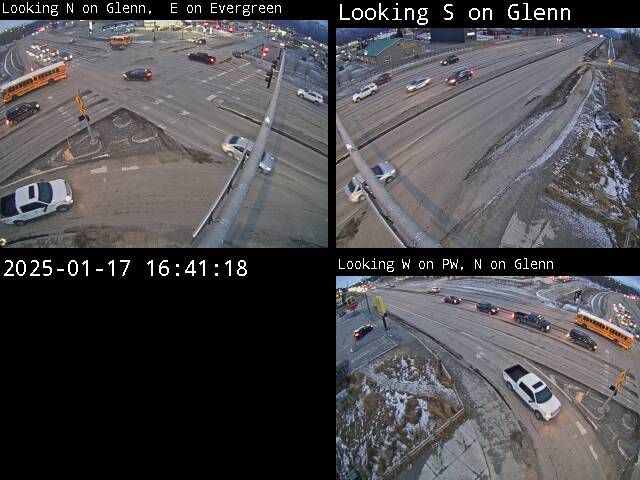 Looking N on Glenn,  E on Evergreen
Looking S on Glenn
2025-01-17 16:41:18
Looking W on PW, N on Glenn